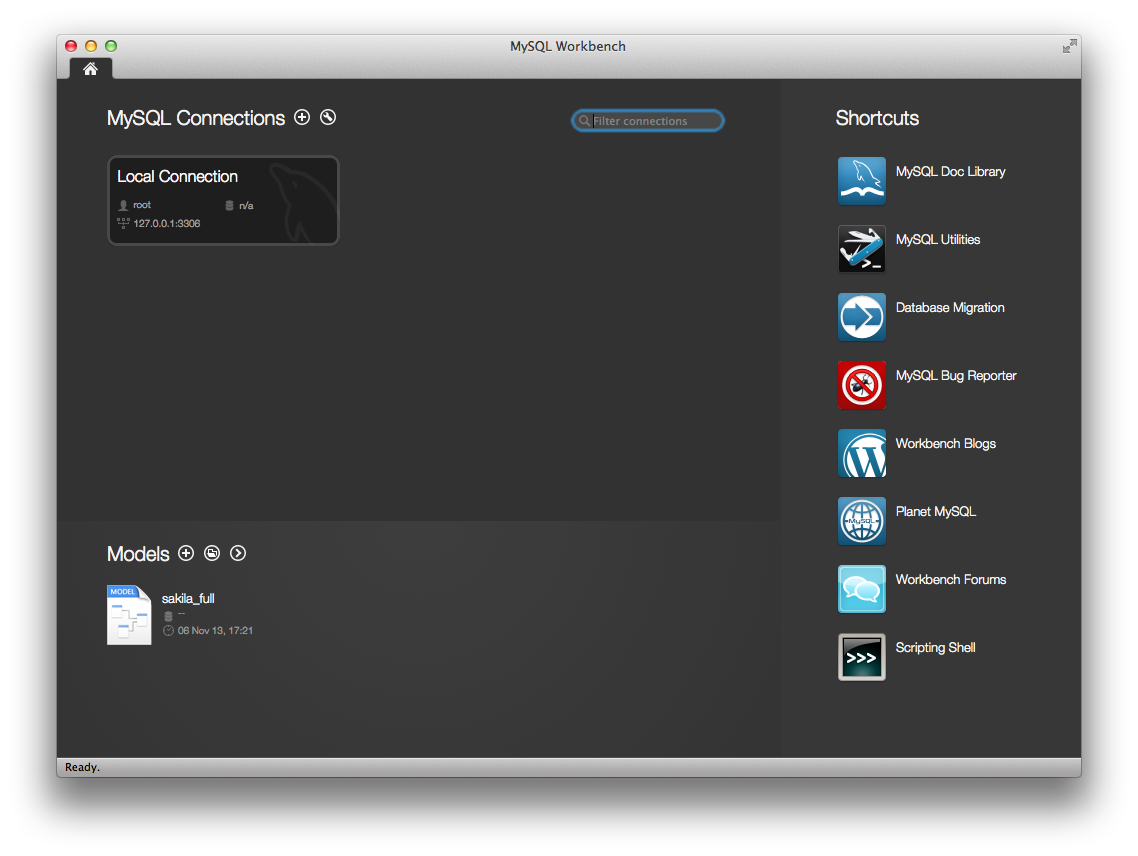 MySQL Workbench
MySQL Connections
Filter connections
Local Connection
root
n/a
127.0.0.1:3306
Models
MODEL
sakila_full
--
06 Nov 13, 17:21
Shortcuts
MySQL Doc Library
>_
MySQL Utilities
Database Migration
MySQL Bug Reporter
W
Workbench Blogs
MySQL
Planet MySQL
Workbench Forums
>>>
Scripting Shell
Ready.